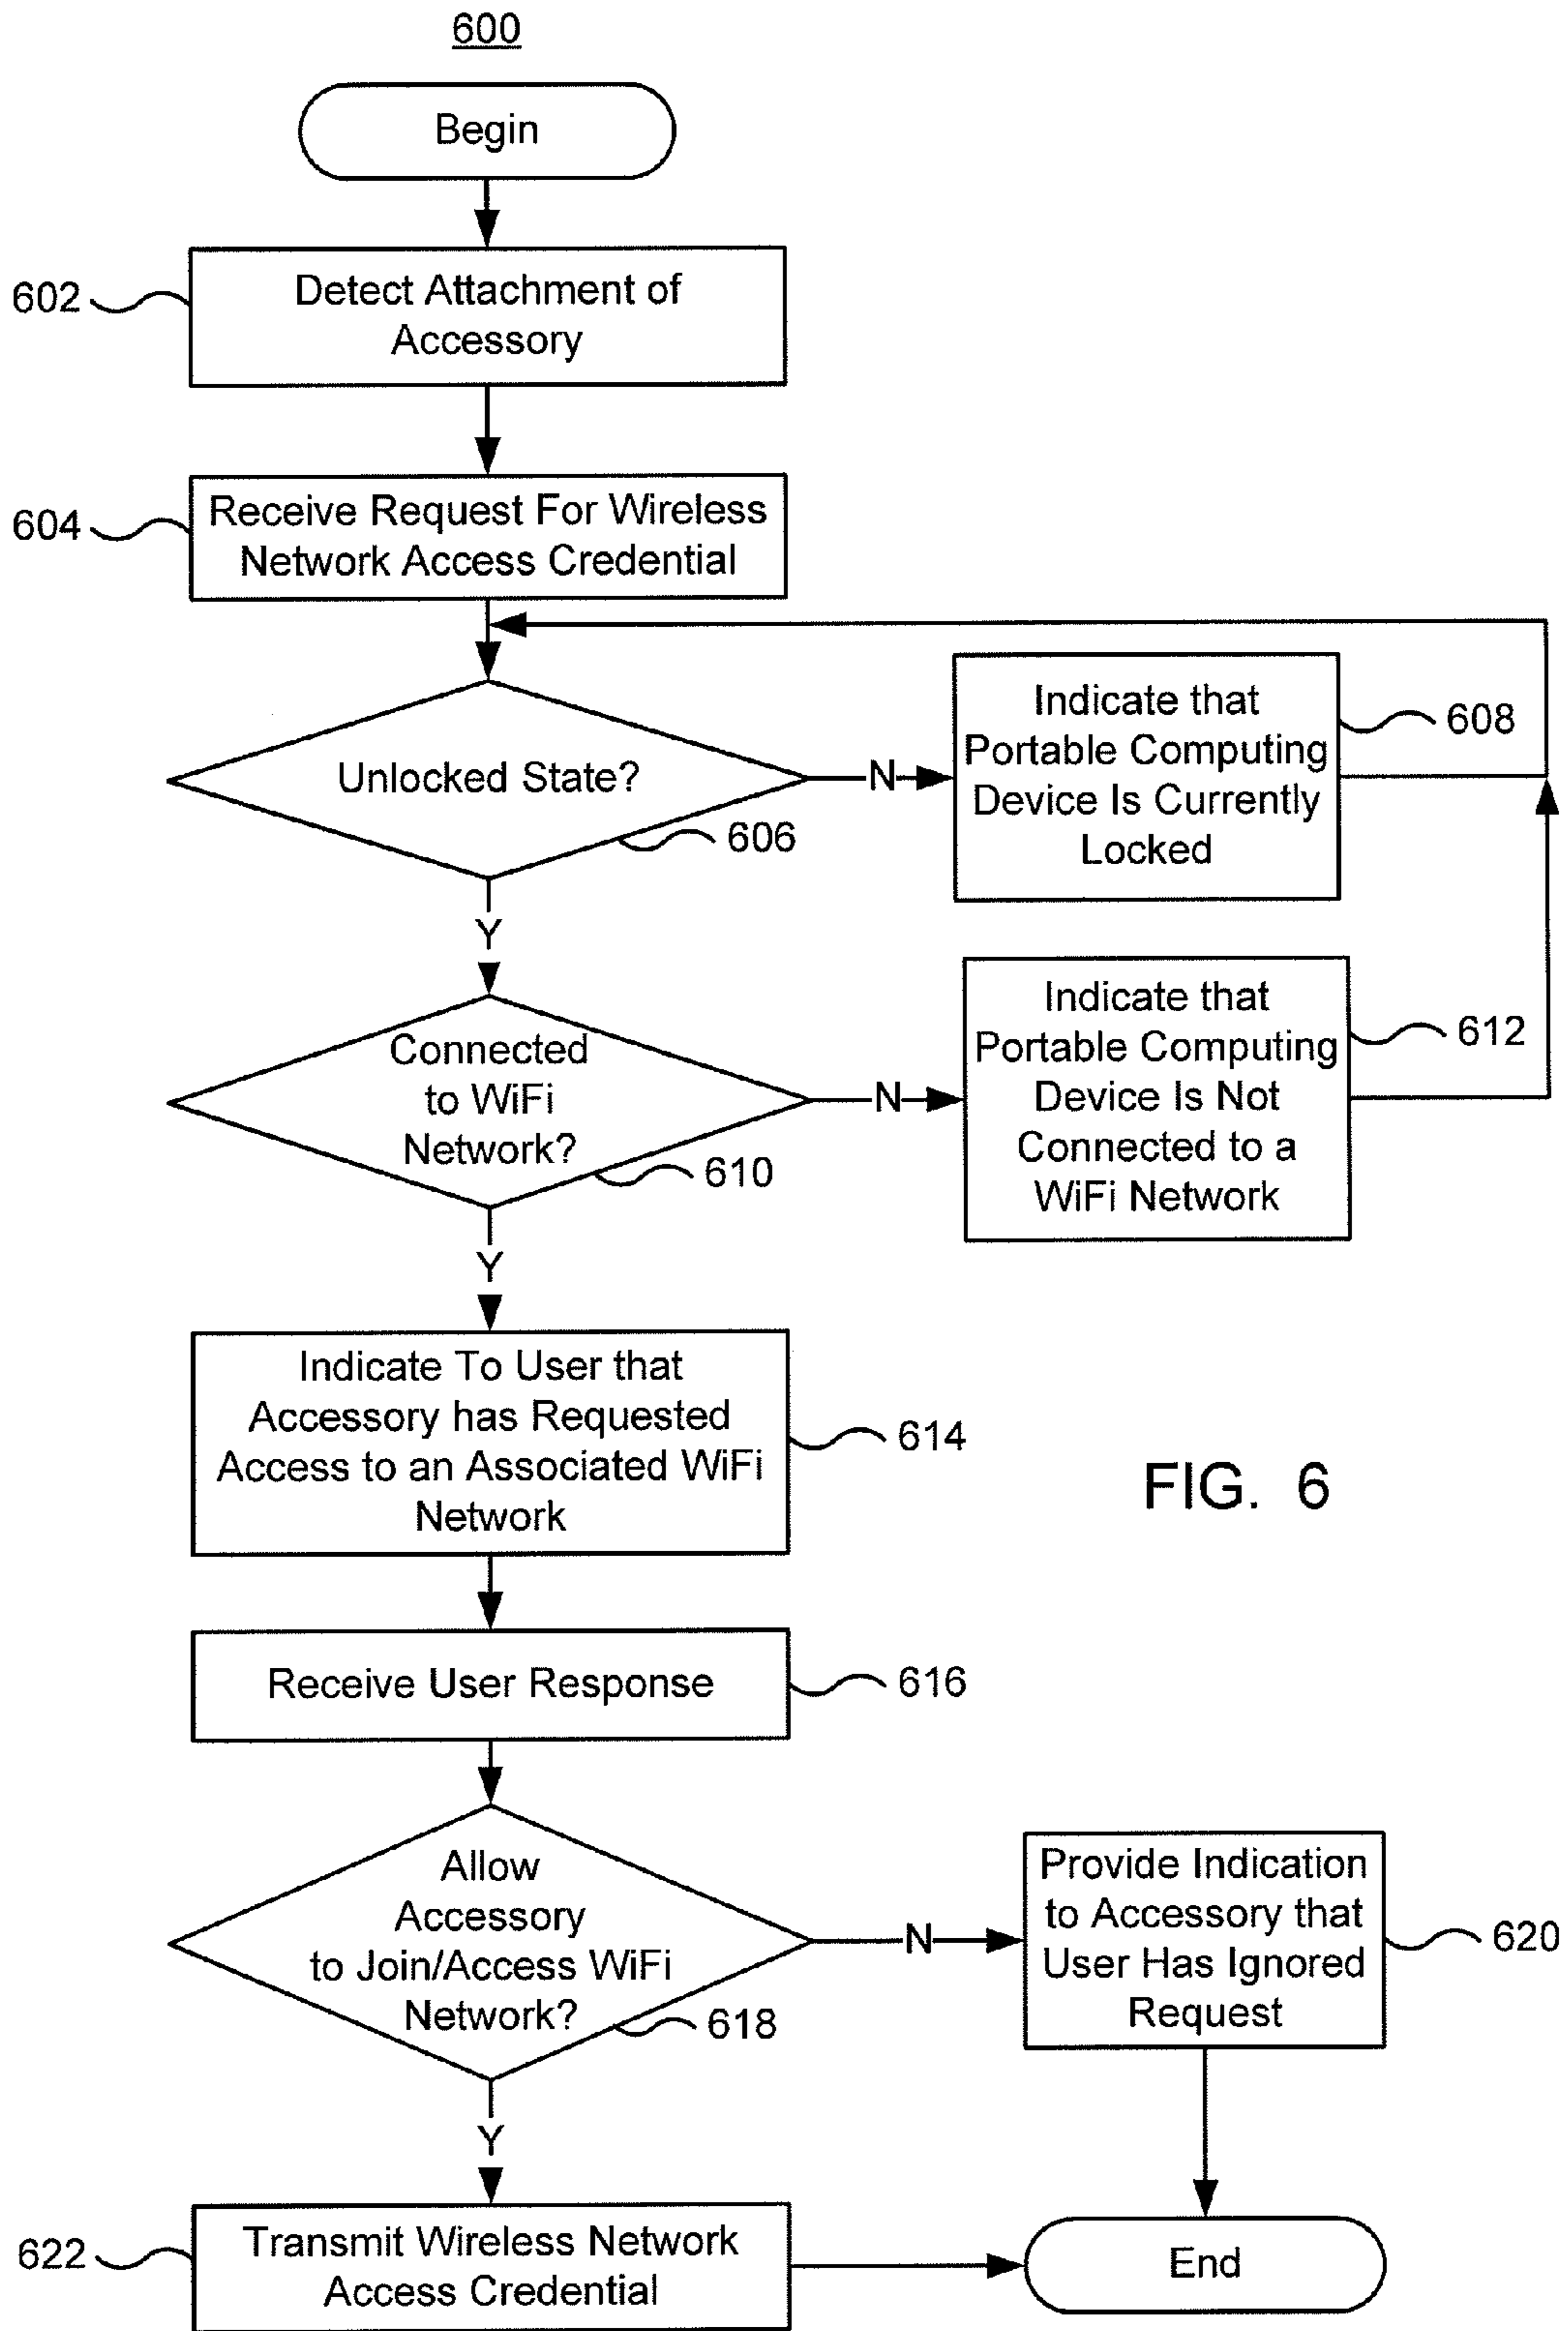 600
Begin
602
Detect Attachment of
Accessory
604
Receive Request For Wireless
Network Access Credential
Unlocked State?
606
N
Indicate that
Portable Computing
Device Is Currently
Locked
608
Y
Connected
to WiFi
Network?
610
N
Indicate that
Portable Computing
Device Is Not
Connected to a
WiFi Network
612
Y
Indicate To User that
Accessory has Requested
Access to an Associated WiFi
Network
614
FIG. 6
Receive User Response
616
Allow
Accessory
to Join/Access WiFi
Network?
618
N
Provide Indication
to Accessory that
User Has Ignored
Request
620
Y
622
Transmit Wireless Network
Access Credential
End